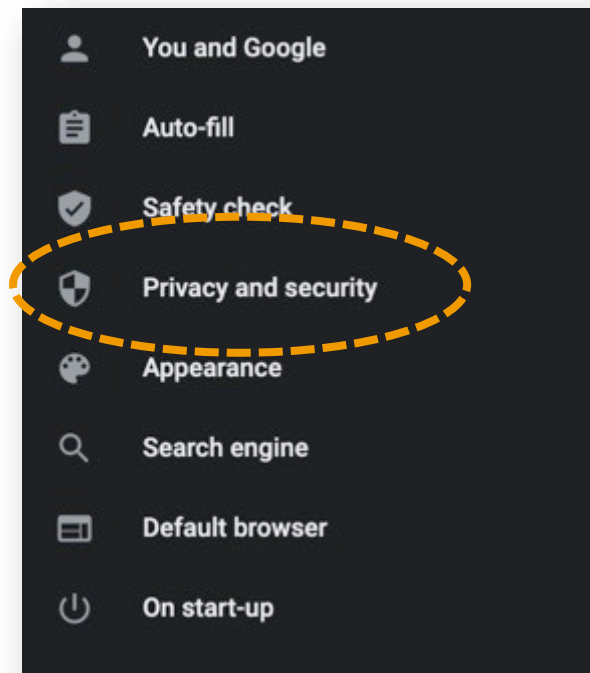 You and Google
Auto-fill
Safety check
Privacy and security
Appearance
Search engine
Default browser
On start-up